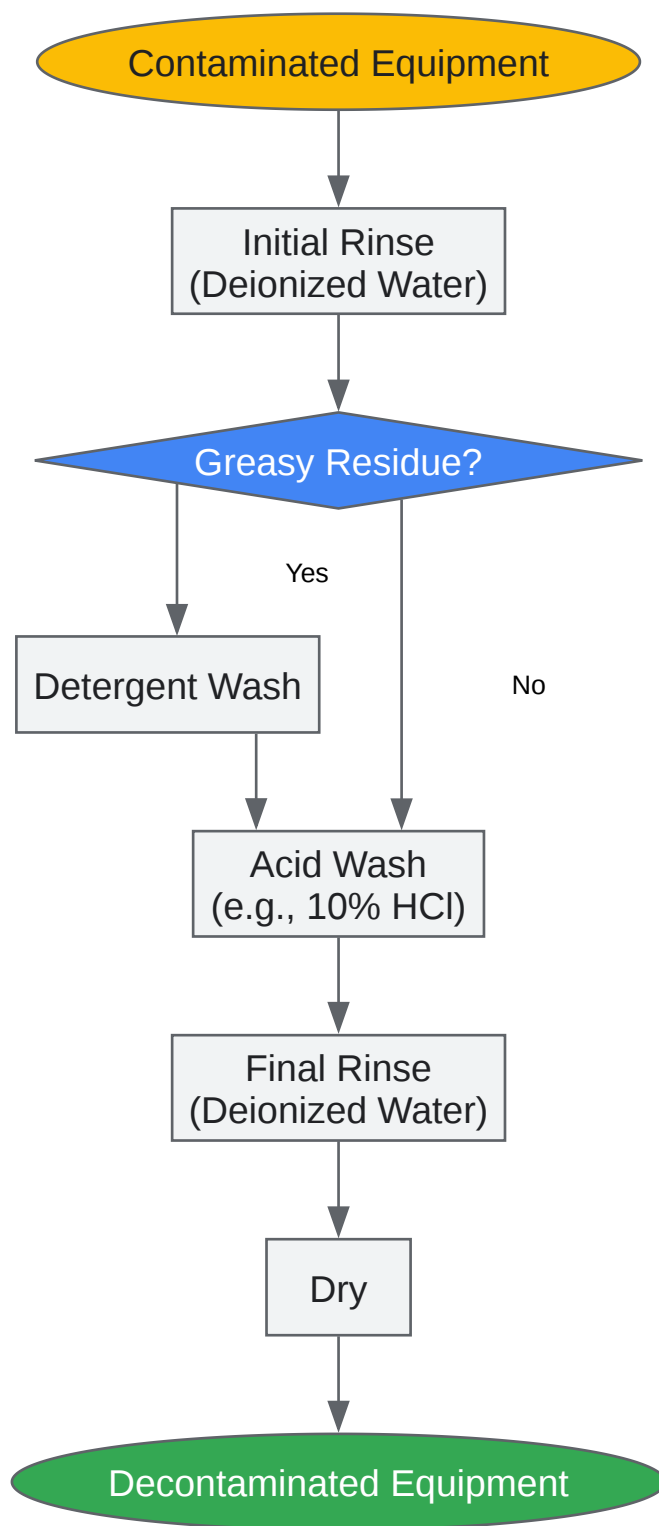 Contaminated Equipment
Initial Rinse
(Deionized Water)
Greasy Residue?
Yes
Detergent Wash
No
Acid Wash
(e.g., 10% HCl)
Final Rinse
(Deionized Water)
Dry
Decontaminated Equipment